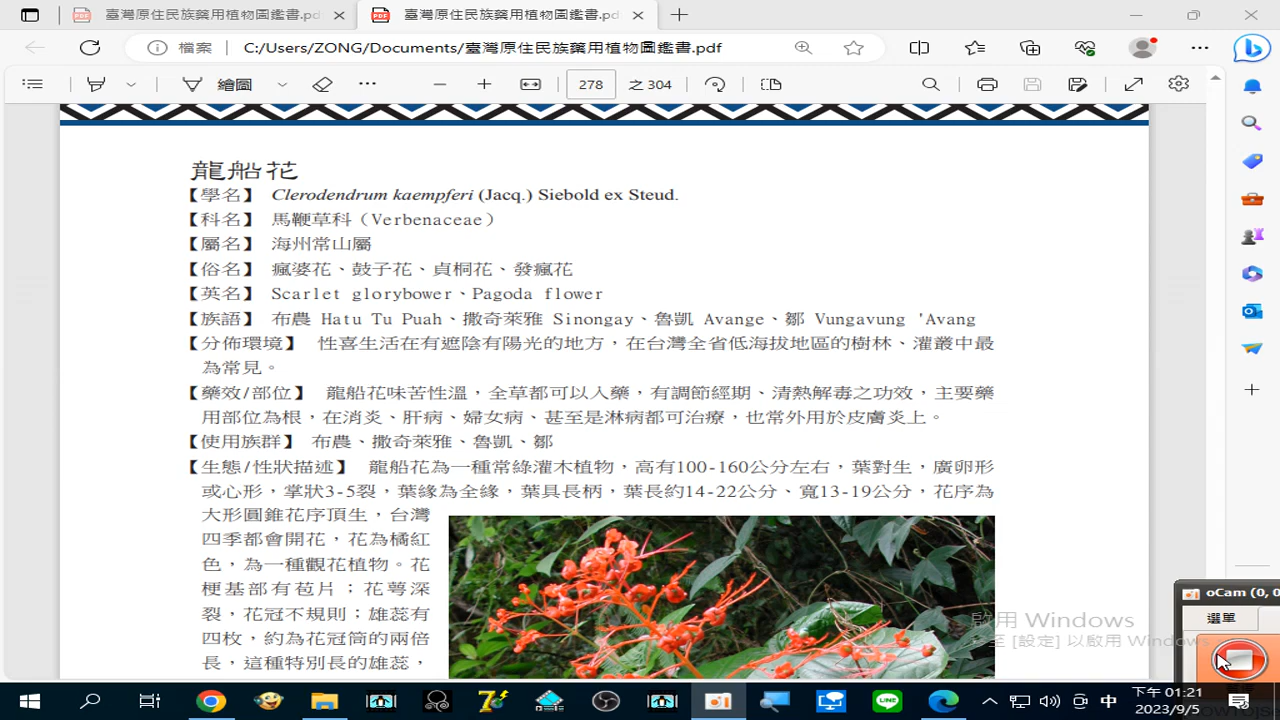 臺灣原住民族藥用植物圖鑑書.pd
臺灣原住民族藥用植物圖鑑書.pd
檔案
C:/Users/ZONG/Documents/臺灣原住民族藥用植物圖鑑書.pdf
繪圖
278
之 304
龍船花
【學名】 Clerodendrum kaempferi (Jacq.) Siebold ex Steud.
【科名】 馬鞭草科（Verbenaceae）
【屬名】 海州常山屬
【俗名】 瘋婆花、鼓子花、貞桐花、發瘋花
【英名】 Scarlet glorybower、Pagoda flower
【族語】 布農 Hatu Tu Puah、撒奇萊雅 Sinongay、魯凱 Avange、鄒 Vungavung 'Avang
【分佈環境】 性喜生活在有遮陰有陽光的地方，在台灣全省低海拔地區的樹林、灌叢中最
為常見。
【藥效/部位】 龍船花味苦性溫，全草都可以入藥，有調節經期、清熱解毒之功效，主要藥
用部位為根，在消炎、肝病、婦女病、甚至是淋病都可治療，也常外用於皮膚炎上。
【使用族群】 布農、撒奇萊雅、魯凱、鄒
【生態/性狀描述】 龍船花為一種常綠灌木植物，高有100-160公分左右，葉對生，廣卵形
或心形，掌狀3-5裂，葉緣為全緣，葉具長柄，葉長約14-22公分、寬13-19公分，花序為
大形圓錐花序頂生，台灣
四季都會開花，花為橘紅
色，為一種觀花植物。花
梗基部有苞片；花萼深
裂，花冠不規則；雄蕊有
四枚，約為花冠筒的兩倍
長，這種特別長的雄蕊，
啟用 Windows
至 [設定] 以啟用 Windows
oCam (0, 0
選單
中
下午 01:21
2023/9/5